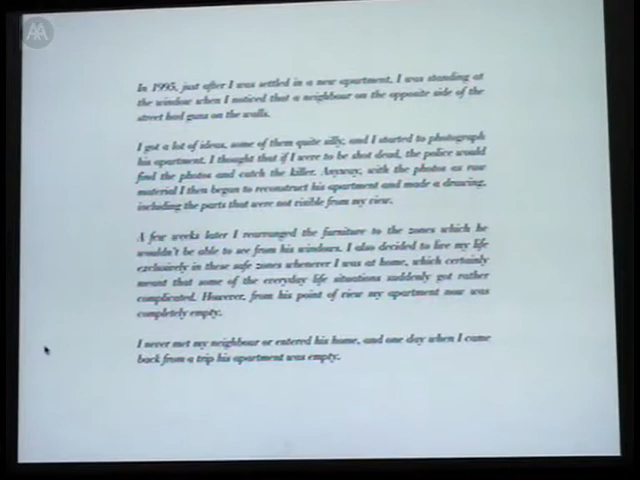 AA
In 1995, just after I was settled in a new apartment, I was standing at
the window when I noticed that a neighbour on the opposite side of the
street had guns on the walls.
I got a lot of ideas, some of them quite silly, and I started to photograph
his apartment. I thought that if I were to be shot dead, the police would
find the photos and catch the killer. Anyway, with the photos as raw
material I then began to reconstruct his apartment and made a drawing,
including the parts that were not visible from my view.
A few weeks later I rearranged the furniture to the zones which he
wouldn't be able to see from his windows. I also decided to live my life
exclusively in these safe zones whenever I was at home, which certainly
meant that some of the everyday life situations suddenly got rather
complicated. However, from his point of view my apartment now was
completely empty.
I never met my neighbour or entered his home, and one day when I came
back from a trip his apartment was empty.